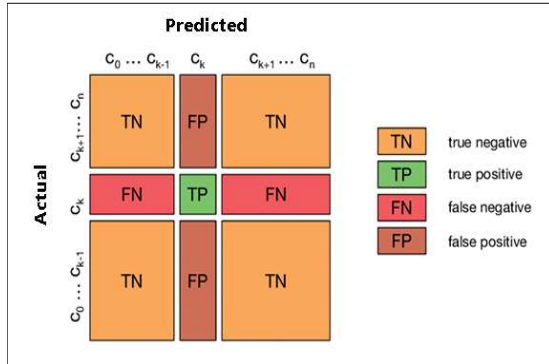 Predicted
C0 ... Ck-1 Ck Ck+1 ... Cn
Actual
Ck+1 ... Cn
Ck
C0 ... Ck-1
TN FP TN
FN TP FN
TN FP TN
TN true negative
TP true positive
FN false negative
FP false positive